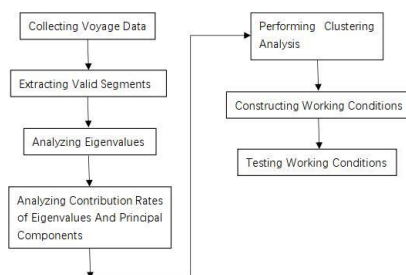 Collecting Voyage Data
Extracting Valid Segments
Analyzing Eigenvalues
Analyzing Contribution Rates
of Eigenvalues And Principal
Components
Performing Clustering
Analysis
Constructing Working Conditions
Testing Working Conditions